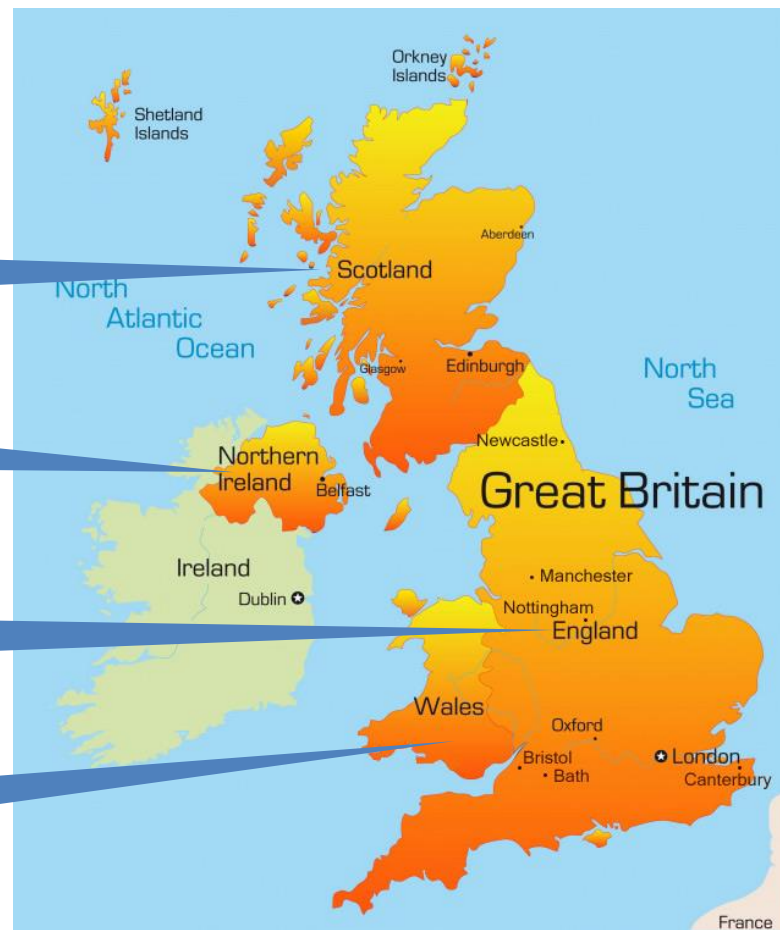 Orkney
Islands
Shetland
Islands
Aberdeen
Scotland
North
Atlantic
Ocean
Glasgow
Edinburgh
North
Sea
Newcastle
Northern
Ireland
Belfast
Great Britain
Ireland
Dublin
Manchester
Nottingham
England
Wales
Oxford
London
Bristol
Bath
Canterbury
France